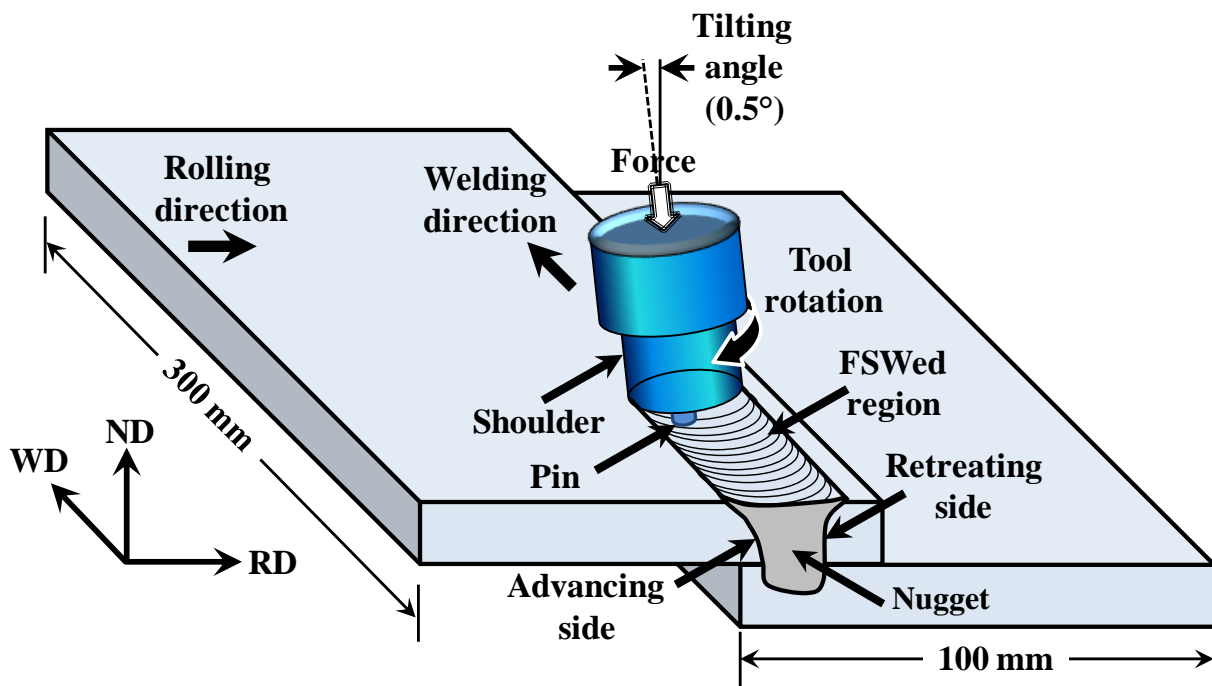 Tilting
angle
(0.5°)
Force
Rolling
direction
Welding
direction
Tool
rotation
FSWed
region
Shoulder
Pin
300 mm
ND
WD
RD
Retreating
side
Advancing
side
Nugget
100 mm